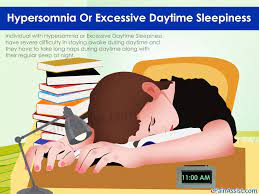 Hypersomnia Or Excessive Daytime Sleepiness
Individual with Hypersomnia or Excessive Daytime Sleepiness
have severe difficulty in staying awake during daytime and
they have to take long naps during daytime along with
their regular sleep at night.
11:00 AM